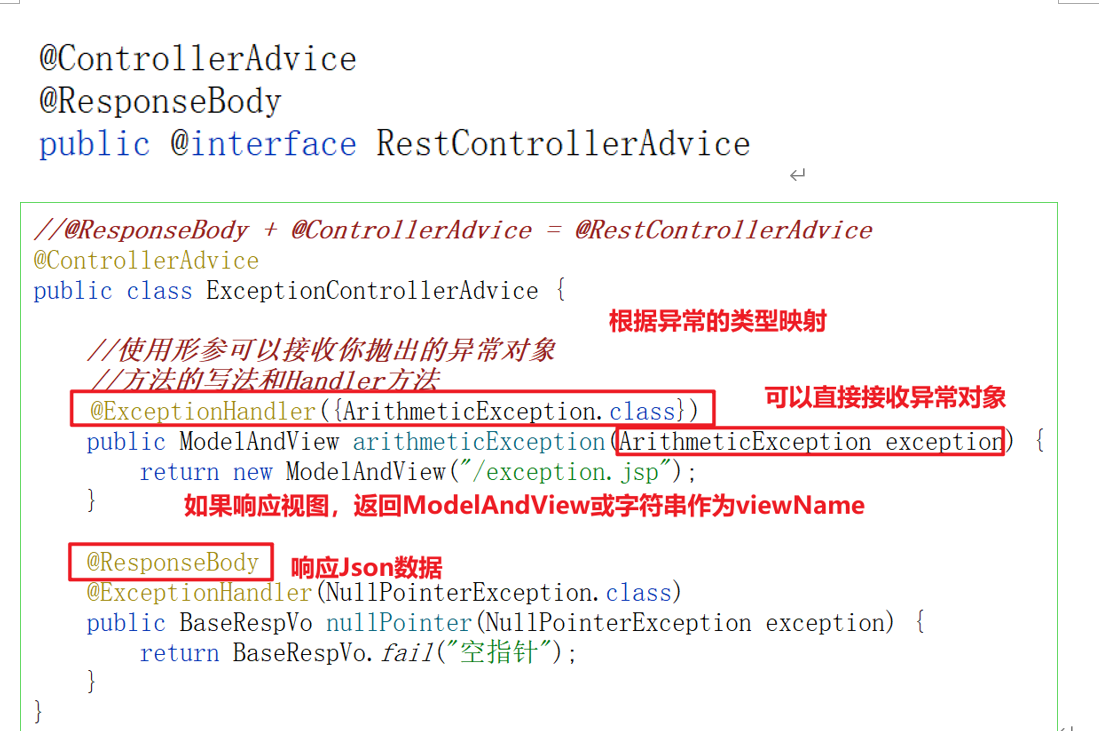 @ControllerAdvice
@ResponseBody
public @interface RestControllerAdvice
//@ResponseBody + @ControllerAdvice = @RestControllerAdvice
@ControllerAdvice
public class ExceptionControllerAdvice {
根据异常的类型映射
//使用形参可以接收你抛出的异常对象
//方法的写法和Handler方法
@ExceptionHandler({ArithmeticException.class})
可以直接接收异常对象
public ModelAndView arithmeticException(ArithmeticException exception) {
return new ModelAndView("/exception.jsp");
}
如果响应视图，返回ModelAndView或字符串作为viewName
@ResponseBody
响应Json数据
@ExceptionHandler(NullPointerException.class)
public BaseRespVo nullPointer(NullPointerException exception) {
return BaseRespVo.fail("空指针");
}
}